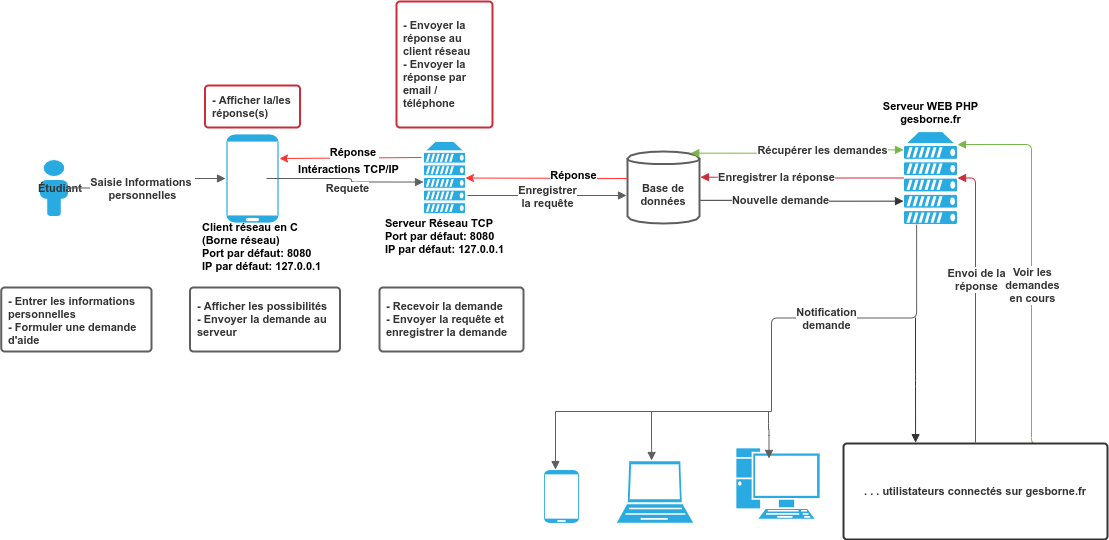 - Envoyer la
réponse au
client réseau
- Envoyer la
réponse par
email /
téléphone
- Afficher la/les
réponse(s)
Serveur WEB PHP
gesborne.fr
Réponse
Intéractions TCP/IP
Requete
Étudiant
Saisie Informations
personnelles
Réponse
Enregistrer
la requête
Base de
données
Récupérer les demandes
Enregistrer la réponse
Nouvelle demande
Client réseau en C
(Borne réseau)
Port par défaut: 8080
IP par défaut: 127.0.0.1
Serveur Réseau TCP
Port par défaut: 8080
IP par défaut: 127.0.0.1
Envoi de la
réponse
Voir les
demandes
en cours
- Entrer les informations
personnelles
- Formuler une demande
d'aide
- Afficher les possibilités
- Envoyer la demande au
serveur
- Recevoir la demande
- Envoyer la requête et
enregistrer la demande
Notification
demande
. . . utilistateurs connectés sur gesborne.fr